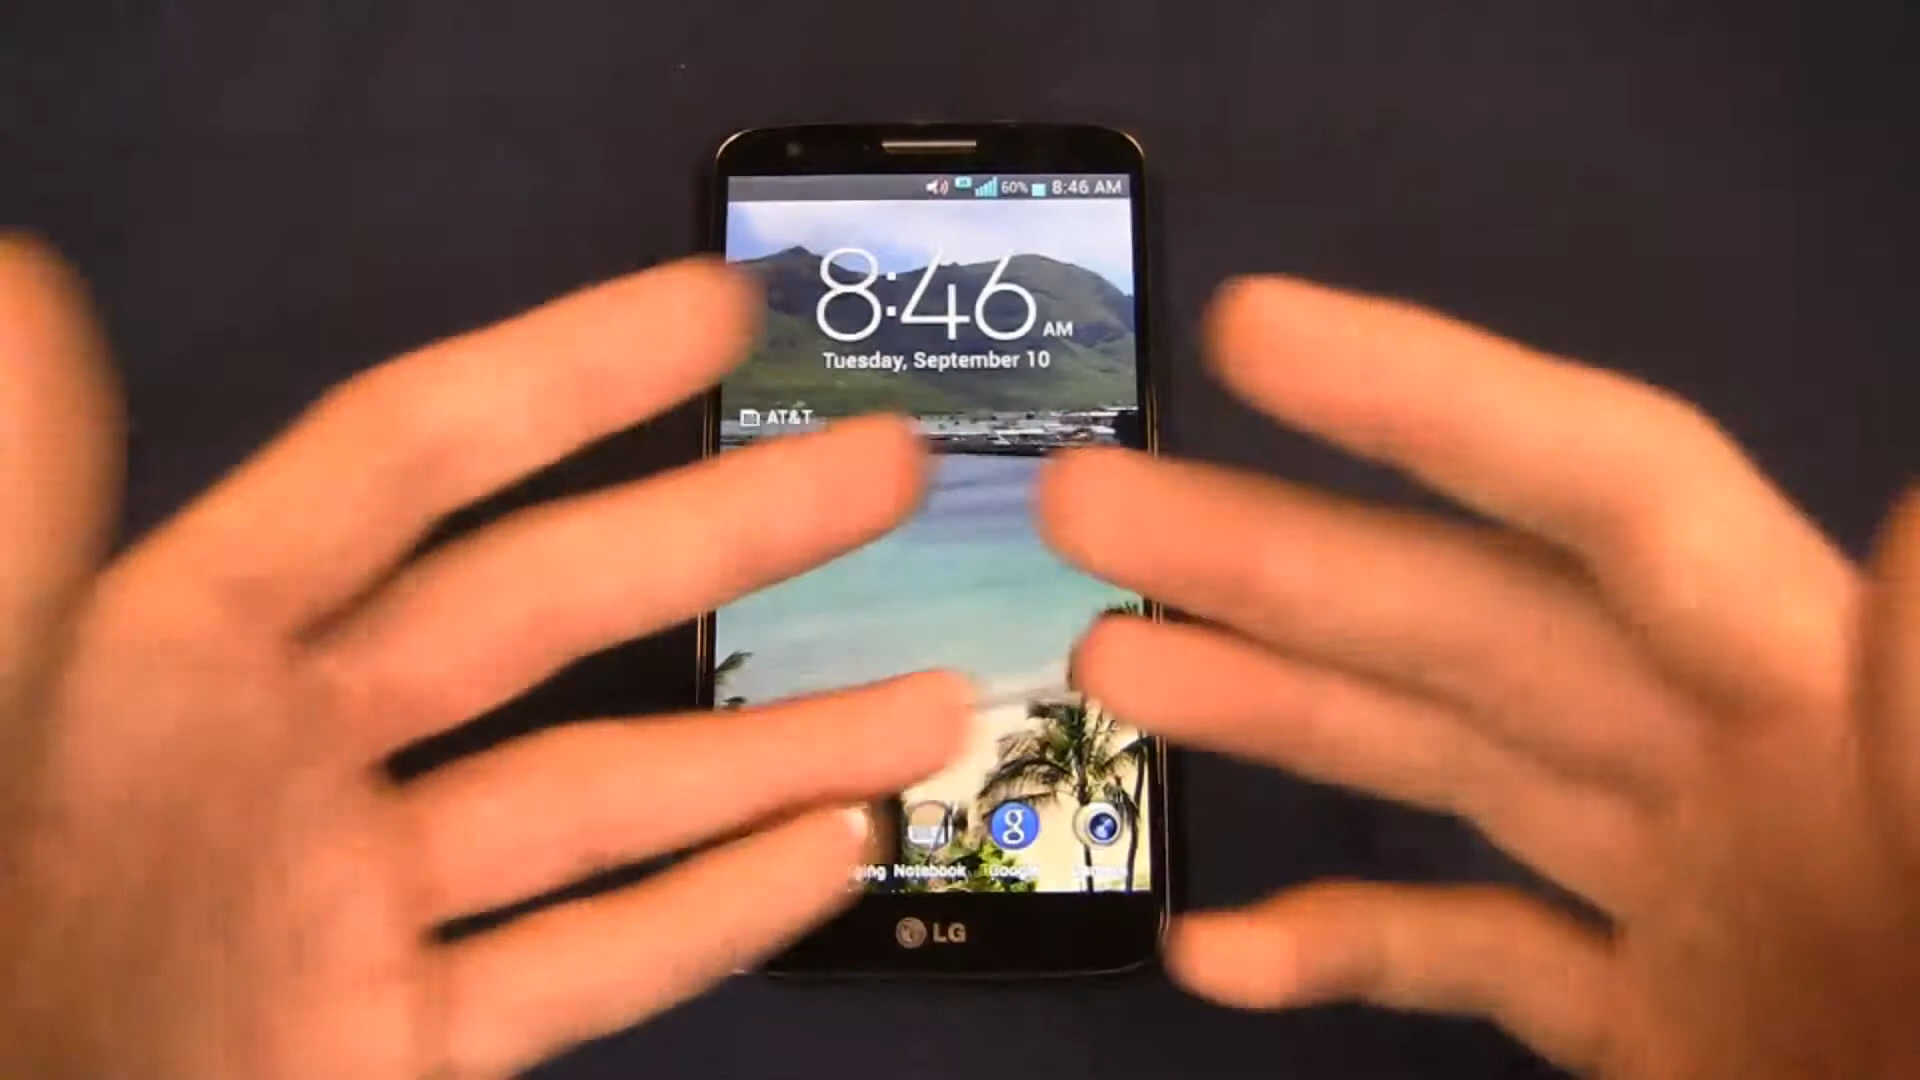 60% 8:46 AM
8:46 AM
Tuesday, September 10
AT&T
Notebook
LG